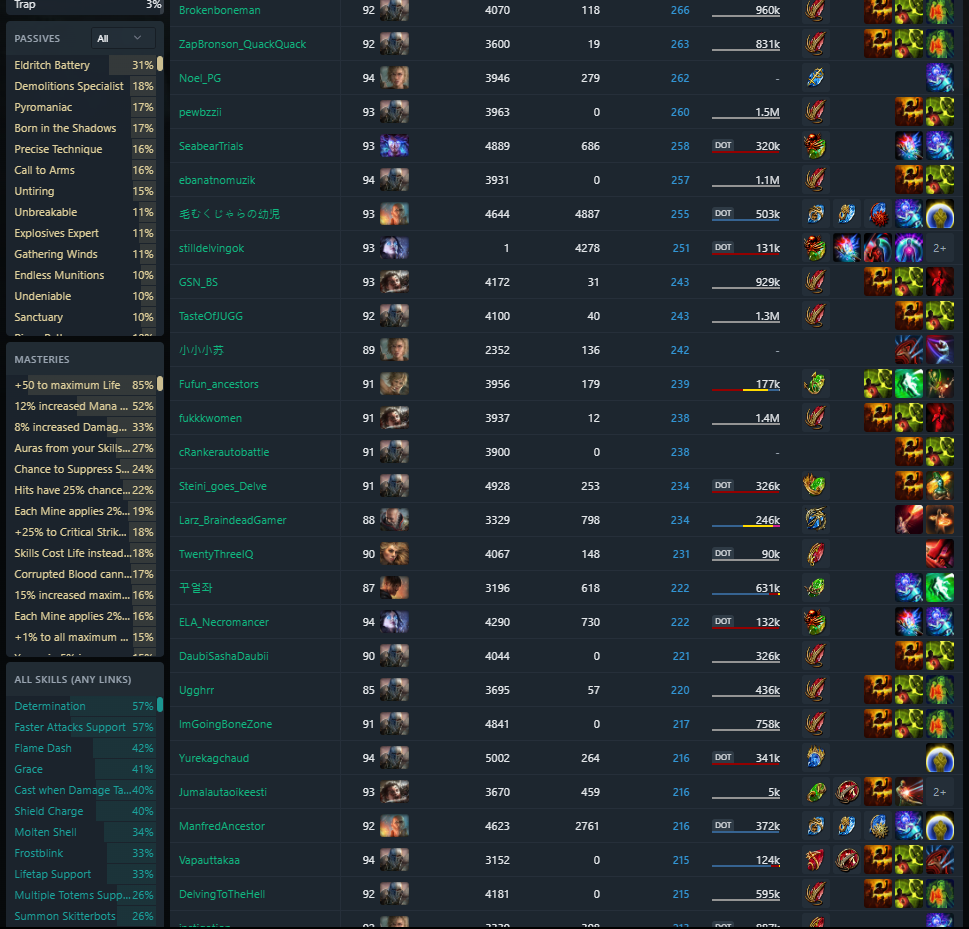 Trap 3%
PASSIVES All
Eldritch Battery 31%
Demolitions Specialist 18%
Pyromaniac 17%
Born in the Shadows 17%
Precise Technique 16%
Call to Arms 16%
Untiring 15%
Unbreakable 11%
Explosives Expert 11%
Gathering Winds 11%
Endless Munitions 10%
Undeniable 10%
Sanctuary 10%
MASTERIES
+50 to maximum Life 85%
12% increased Mana ... 52%
8% increased Damag... 33%
Auras from your Skills... 27%
Chance to Suppress S... 24%
Hits have 25% chance... 22%
Each Mine applies 2%... 19%
+25% to Critical Strik... 18%
Skills Cost Life instead... 18%
Corrupted Blood cann... 17%
15% increased maxim... 16%
Each Mine applies 2%... 16%
+1% to all maximum ... 15%
ALL SKILLS (ANY LINKS)
Determination 57%
Faster Attacks Support 57%
Flame Dash 42%
Grace 41%
Cast when Damage Ta... 40%
Shield Charge 40%
Molten Shell 34%
Frostblink 33%
Lifetap Support 33%
Multiple Totems Supp... 26%
Summon Skitterbots 26%
Brokenboneman 92 4070 118 266 960k
ZapBronson_QuackQuack 92 3600 19 263 831k
Noel_PG 94 3946 279 262 -
pewbzzii 93 3963 0 260 1.5M
SeabearTrials 93 4889 686 258 DOT 320k
ebanatnomuzik 94 3931 0 257 1.1M
毛むくじゃらの幼児 93 4644 4887 255 DOT 503k
stilldelvingok 93 1 4278 251 DOT 131k 2+
GSN_BS 93 4172 31 243 929k
TasteOfJUGG 92 4100 40 243 1.3M
小小小苏 89 2352 136 242 -
Fufun_ancestors 91 3956 179 239 177k
fukkkwomen 91 3937 12 238 1.4M
cRankerautobattle 91 3900 0 238 -
Steini_goes_Delve 91 4928 253 234 DOT 326k
Larz_BraindeadGamer 88 3329 798 234 246k
TwentyThreeIQ 90 4067 148 231 DOT 90k
꾸얼좌 87 3196 618 222 631k
ELA_Necromancer 94 4290 730 222 DOT 132k
DaubiSashaDaubii 90 4044 0 221 326k
Ugghrr 85 3695 57 220 436k
ImGoingBoneZone 91 4841 0 217 758k
Yurekagchaud 94 5002 264 216 DOT 341k
Jumalautaoikeesti 93 3670 459 216 5k 2+
ManfredAncestor 92 4623 2761 216 DOT 372k
Vapauttakaa 94 3152 0 215 124k
DelvingToTheHell 92 4181 0 215 595k